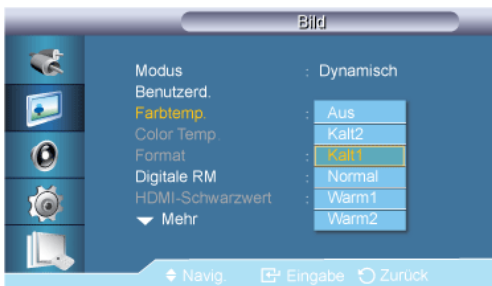 Bild
Modus : Dynamisch
Benutzerd.
Farbtemp. : Aus
Color Temp. Kalt2
Format : Kalt1
Digitale RM : Normal
HDMI-Schwarzwert : Warm1
Mehr Warm2
Navig. Eingabe Zurück